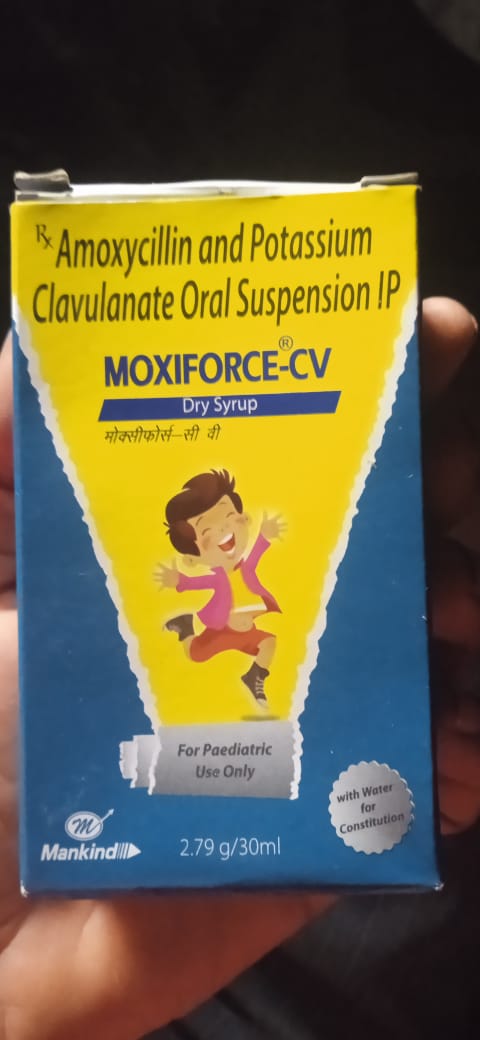 Rx Amoxycillin and Potassium
Clavulanate Oral Suspension IP
MOXIFORCE-CV®
Dry Syrup
मोक्सीफोर्स–सी वी
For Paediatric
Use Only
with Water
for
Constitution
m
Mankind
2.79 g/30ml